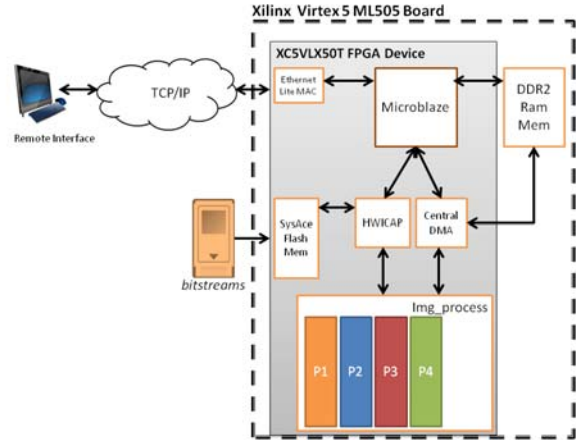 Xilinx Virtex 5 ML505 Board
XC5VLX50T FPGA Device
Ethernet
Lite MAC
Microblaze
DDR2
Ram
Mem
TCP/IP
Remote Interface
SysAce
Flash
Mem
HWICAP
Central
DMA
bitstreams
Img_process
P1
P2
P3
P4